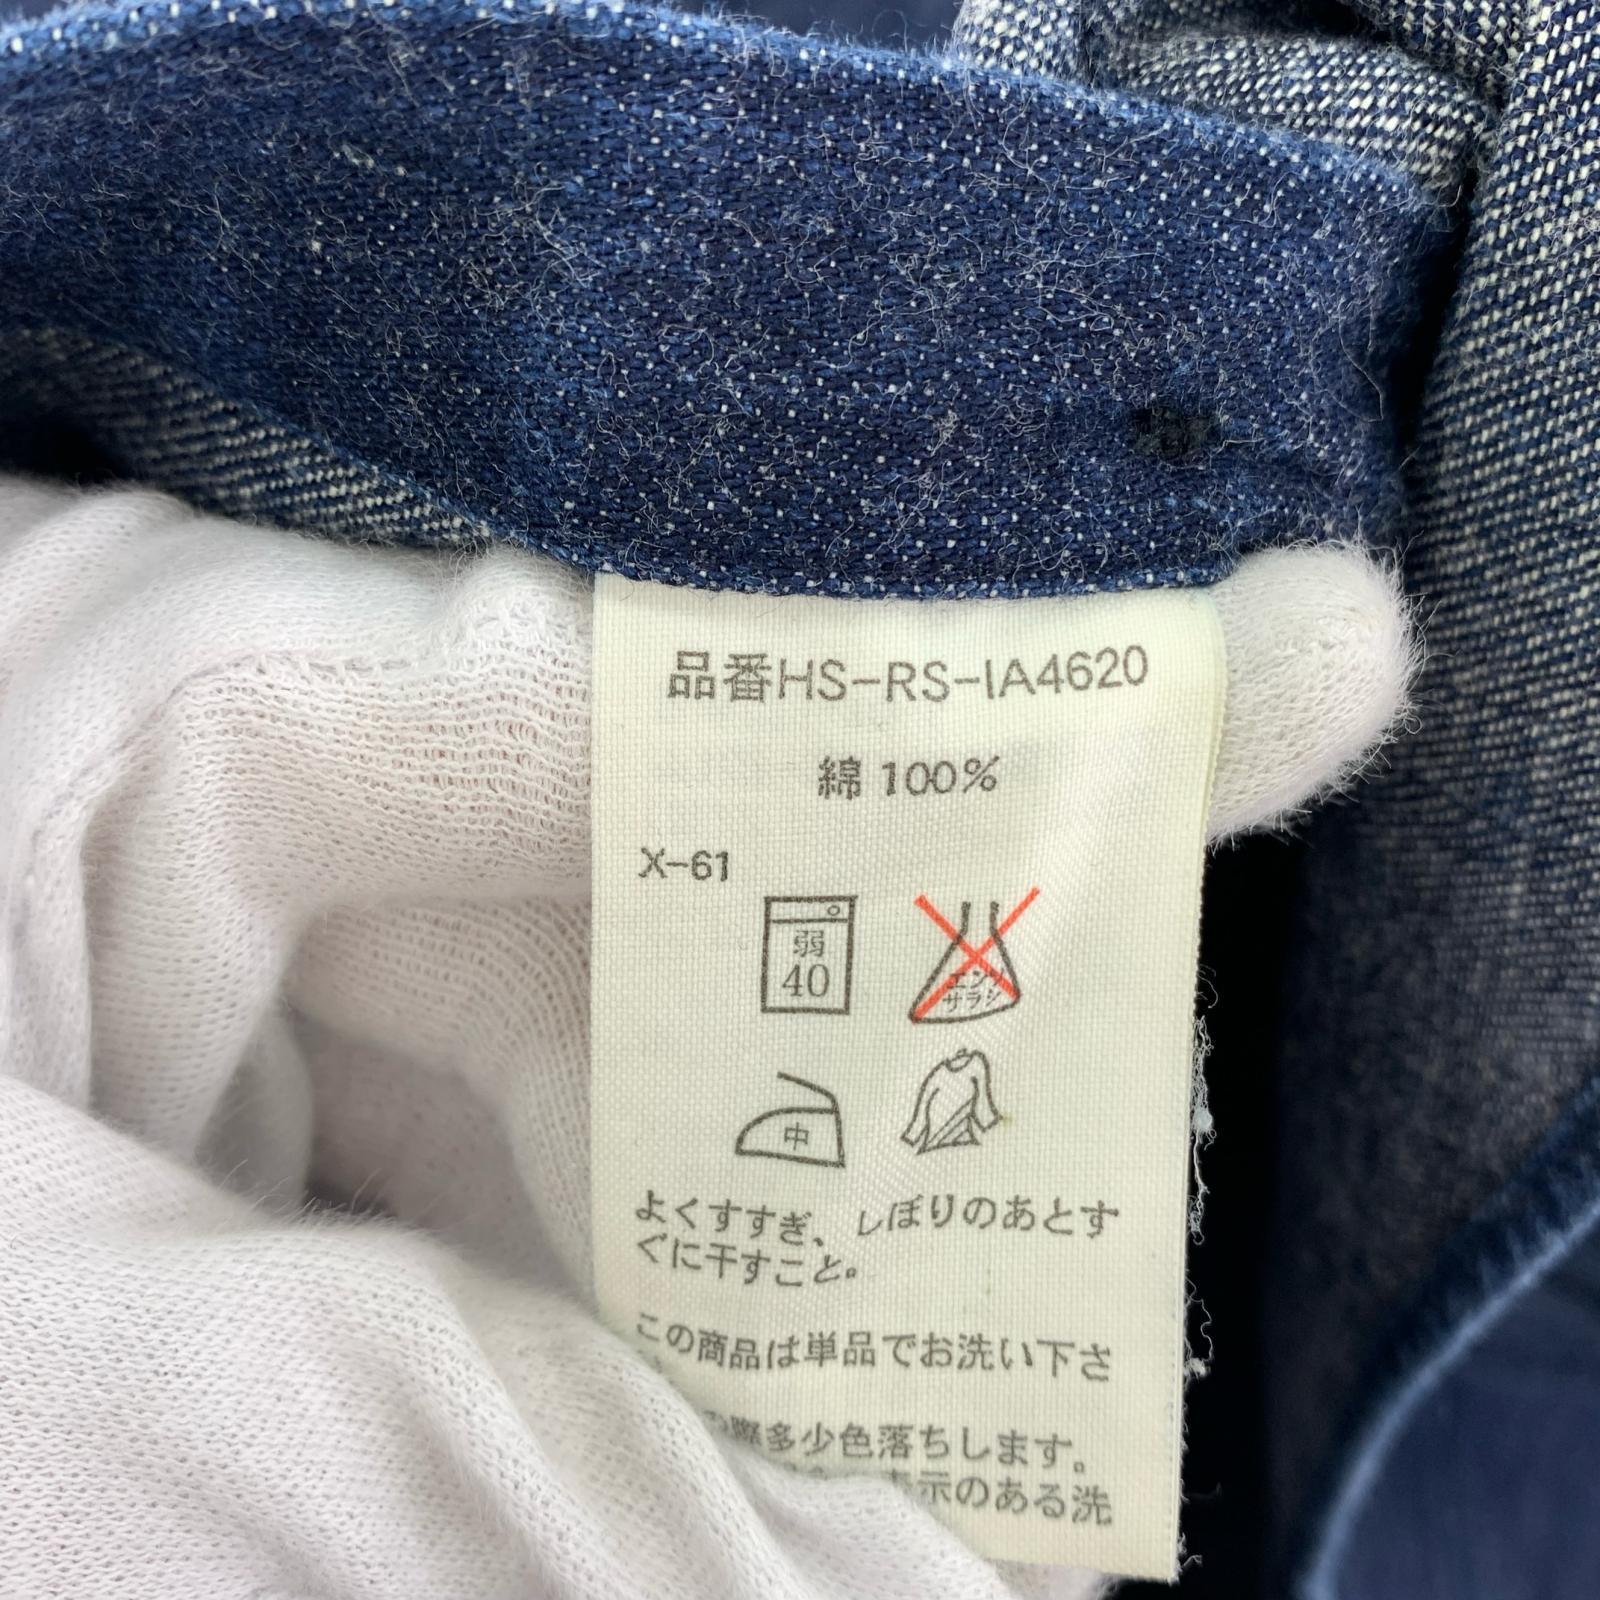 品番HS-RS-IA4620
綿 100%
X-61
弱
40
エンソ
サラシ
中
よくすすぎ、しぼりのあとす
ぐに干すこと。
この商品は単品でお洗い下さ
の際多少色落ちします。
表示のある洗